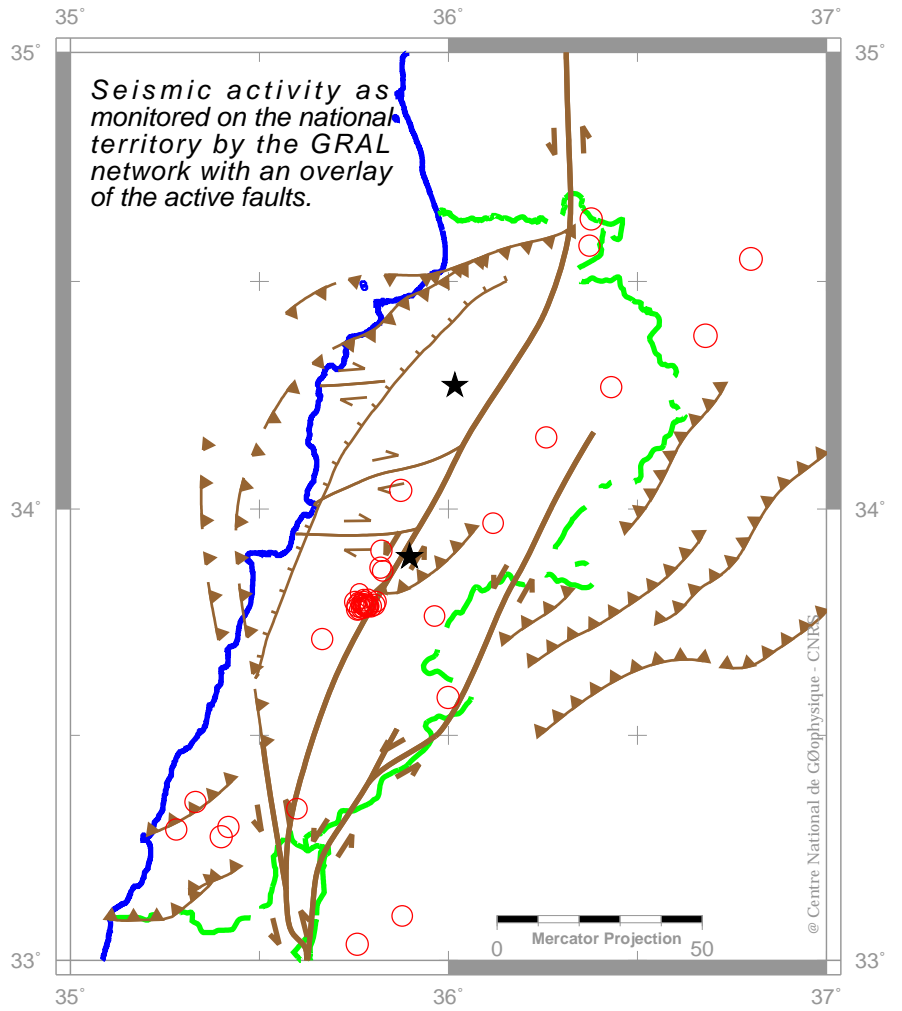 35° 36° 37°
35° 35°
Seismic activity as
monitored on the national
territory by the GRAL
network with an overlay
of the active faults.
34° 34°
@ Centre National de GØophysique - CNRS
Mercator Projection
0 50
33° 33°
35° 36° 37°